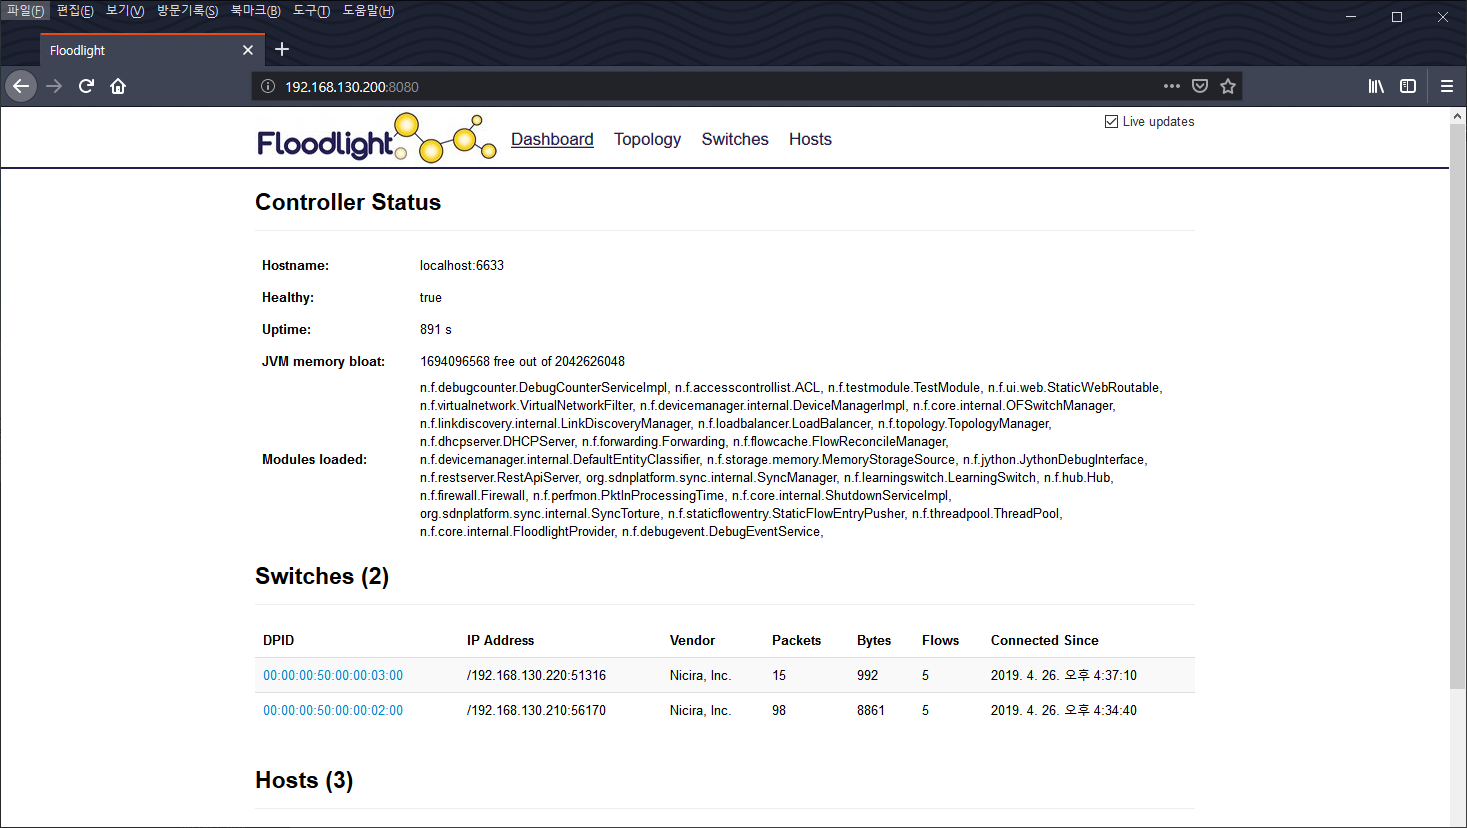 파일(F) 편집(E) 보기(V) 방문기록(S) 북마크(B) 도구(T) 도움말(H)
Floodlight
192.168.130.200:8080
Floodlight Dashboard Topology Switches Hosts Live updates
Controller Status
Hostname: localhost:6633
Healthy: true
Uptime: 891 s
JVM memory bloat: 1694096568 free out of 2042626048
Modules loaded:
n.f.debugcounter.DebugCounterServiceImpl, n.f.accesscontrollist.ACL, n.f.testmodule.TestModule, n.f.ui.web.StaticWebRoutable,
n.f.virtualnetwork.VirtualNetworkFilter, n.f.devicemanager.internal.DeviceManagerImpl, n.f.core.internal.OFSwitchManager,
n.f.linkdiscovery.internal.LinkDiscoveryManager, n.f.loadbalancer.LoadBalancer, n.f.topology.TopologyManager,
n.f.dhcpserver.DHCPServer, n.f.forwarding.Forwarding, n.f.flowcache.FlowReconcileManager,
n.f.devicemanager.internal.DefaultEntityClassifier, n.f.storage.memory.MemoryStorageSource, n.f.jython.JythonDebugInterface,
n.f.restserver.RestApiServer, org.sdnplatform.sync.internal.SyncManager, n.f.learningswitch.LearningSwitch, n.f.hub.Hub,
n.f.firewall.Firewall, n.f.perfmon.PktInProcessingTime, n.f.core.internal.ShutdownServiceImpl,
org.sdnplatform.sync.internal.SyncTorture, n.f.staticflowentry.StaticFlowEntryPusher, n.f.threadpool.ThreadPool,
n.f.core.internal.FloodlightProvider, n.f.debugevent.DebugEventService,
Switches (2)
DPID IP Address Vendor Packets Bytes Flows Connected Since
00:00:00:50:00:00:03:00 /192.168.130.220:51316 Nicira, Inc. 15 992 5 2019. 4. 26. 오후 4:37:10
00:00:00:50:00:00:02:00 /192.168.130.210:56170 Nicira, Inc. 98 8861 5 2019. 4. 26. 오후 4:34:40
Hosts (3)